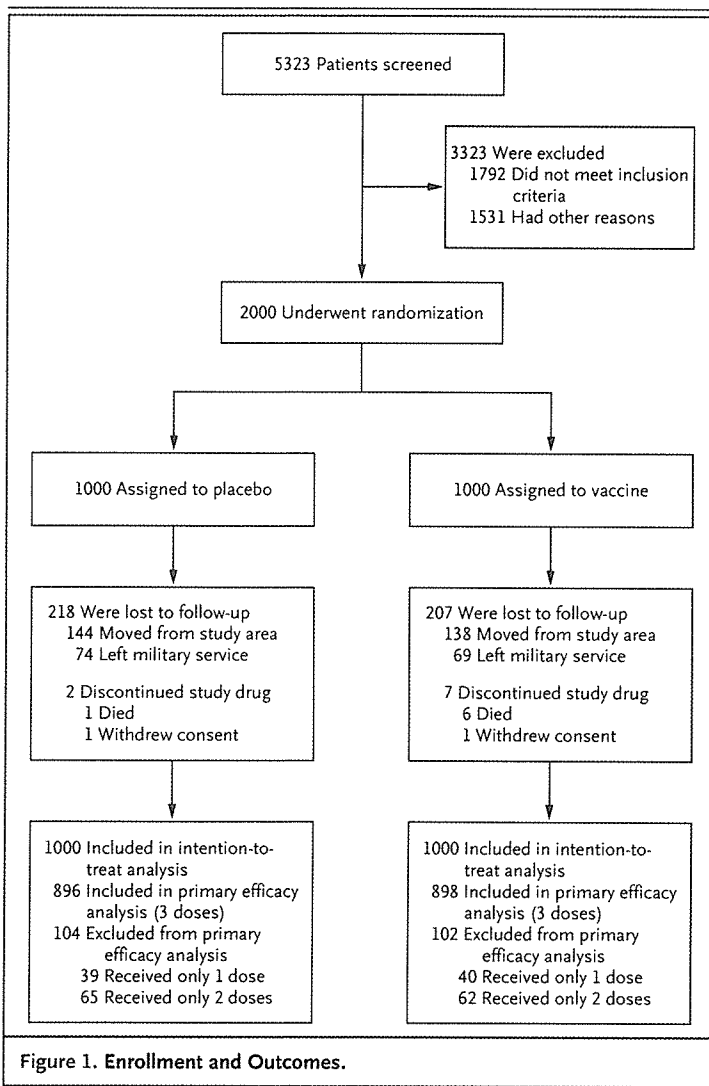 5323 Patients screened
3323 Were excluded
1792 Did not meet inclusion
criteria
1531 Had other reasons
2000 Underwent randomization
1000 Assigned to placebo
1000 Assigned to vaccine
218 Were lost to follow-up
144 Moved from study area
74 Left military service
2 Discontinued study drug
1 Died
1 Withdrew consent
207 Were lost to follow-up
138 Moved from study area
69 Left military service
7 Discontinued study drug
6 Died
1 Withdrew consent
1000 Included in intention-to-
treat analysis
896 Included in primary efficacy
analysis (3 doses)
104 Excluded from primary
efficacy analysis
39 Received only 1 dose
65 Received only 2 doses
1000 Included in intention-to-
treat analysis
898 Included in primary efficacy
analysis (3 doses)
102 Excluded from primary
efficacy analysis
40 Received only 1 dose
62 Received only 2 doses
Figure 1. Enrollment and Outcomes.